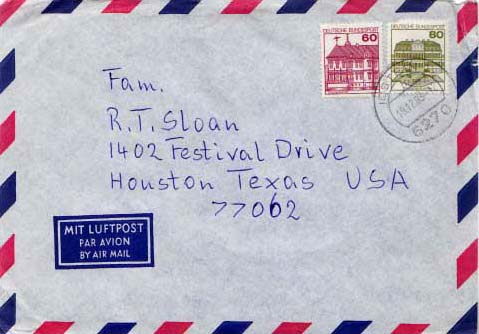 DEUTSCHE BUNDESPOST
60
DEUTSCHE BUNDESPOST
80
6270
Fam.
R.T. Sloan
1402 Festival Drive
Houston Texas USA
77062
MIT LUFTPOST
PAR AVION
BY AIR MAIL